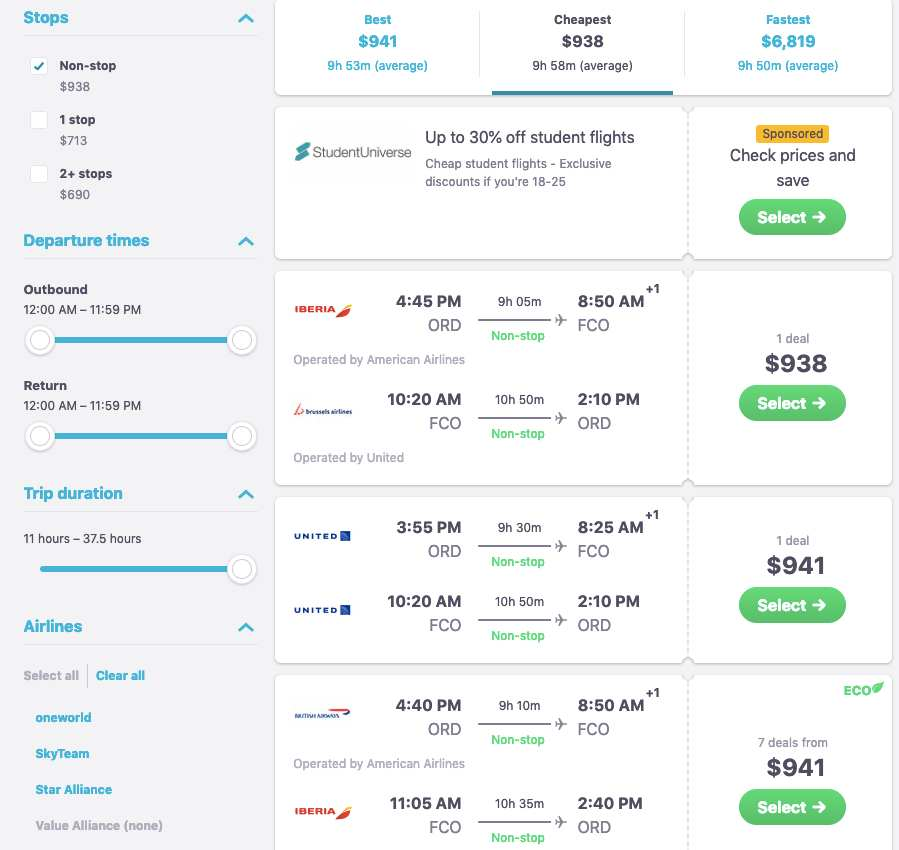 Stops
Non-stop
$938
1 stop
$713
2+ stops
$690
Departure times
Outbound
12:00 AM – 11:59 PM
Return
12:00 AM – 11:59 PM
Trip duration
11 hours – 37.5 hours
Airlines
Select all Clear all
oneworld
SkyTeam
Star Alliance
Value Alliance (none)
Best
$941
9h 53m (average)
Cheapest
$938
9h 58m (average)
Fastest
$6,819
9h 50m (average)
StudentUniverse
Up to 30% off student flights
Cheap student flights - Exclusive
discounts if you're 18-25
Sponsored
Check prices and
save
Select →
IBERIA
4:45 PM 9h 05m 8:50 AM +1
ORD Non-stop FCO
Operated by American Airlines
brussels airlines
10:20 AM 10h 50m 2:10 PM
FCO Non-stop ORD
Operated by United
1 deal
$938
Select →
UNITED
3:55 PM 9h 30m 8:25 AM +1
ORD Non-stop FCO
UNITED
10:20 AM 10h 50m 2:10 PM
FCO Non-stop ORD
1 deal
$941
Select →
BRITISH AIRWAYS
4:40 PM 9h 10m 8:50 AM +1
ORD Non-stop FCO
Operated by American Airlines
IBERIA
11:05 AM 10h 35m 2:40 PM
FCO Non-stop ORD
ECO
7 deals from
$941
Select →